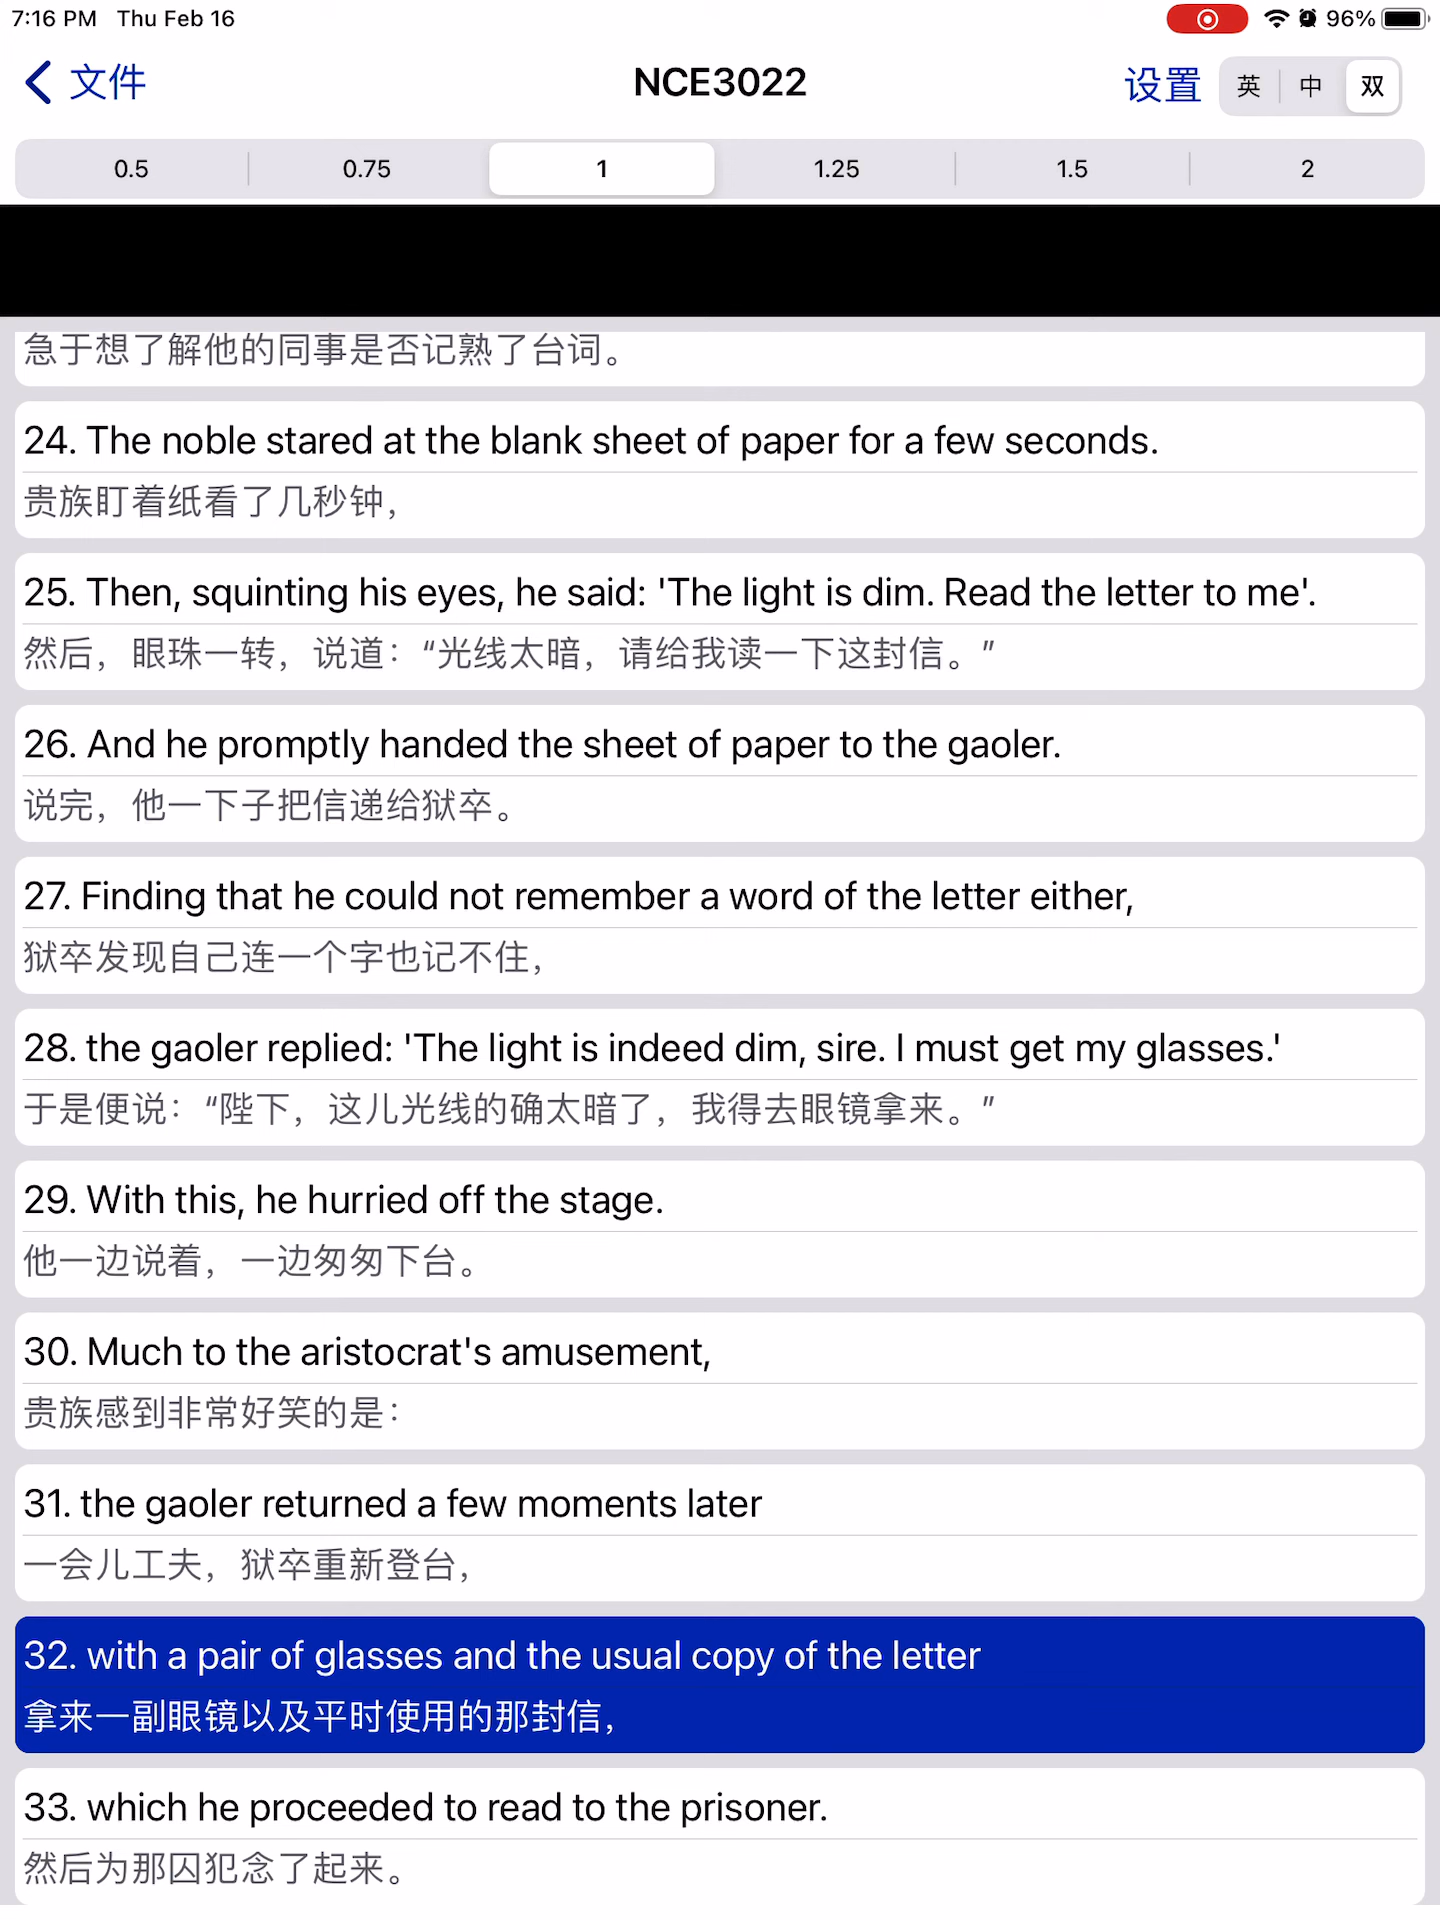 7:16 PM Thu Feb 16 96%
文件 NCE3022 设置 英 中 双
0.5 0.75 1 1.25 1.5 2
急于想了解他的同事是否记熟了台词。
24. The noble stared at the blank sheet of paper for a few seconds.
贵族盯着纸看了几秒钟，
25. Then, squinting his eyes, he said: 'The light is dim. Read the letter to me'.
然后，眼珠一转，说道：“光线太暗，请给我读一下这封信。”
26. And he promptly handed the sheet of paper to the gaoler.
说完，他一下子把信递给狱卒。
27. Finding that he could not remember a word of the letter either,
狱卒发现自己连一个字也记不住，
28. the gaoler replied: 'The light is indeed dim, sire. I must get my glasses.'
于是便说：“陛下，这儿光线的确太暗了，我得去眼镜拿来。”
29. With this, he hurried off the stage.
他一边说着，一边匆匆下台。
30. Much to the aristocrat's amusement,
贵族感到非常好笑的是：
31. the gaoler returned a few moments later
一会儿工夫，狱卒重新登台，
32. with a pair of glasses and the usual copy of the letter
拿来一副眼镜以及平时使用的那封信，
33. which he proceeded to read to the prisoner.
然后为那囚犯念了起来。